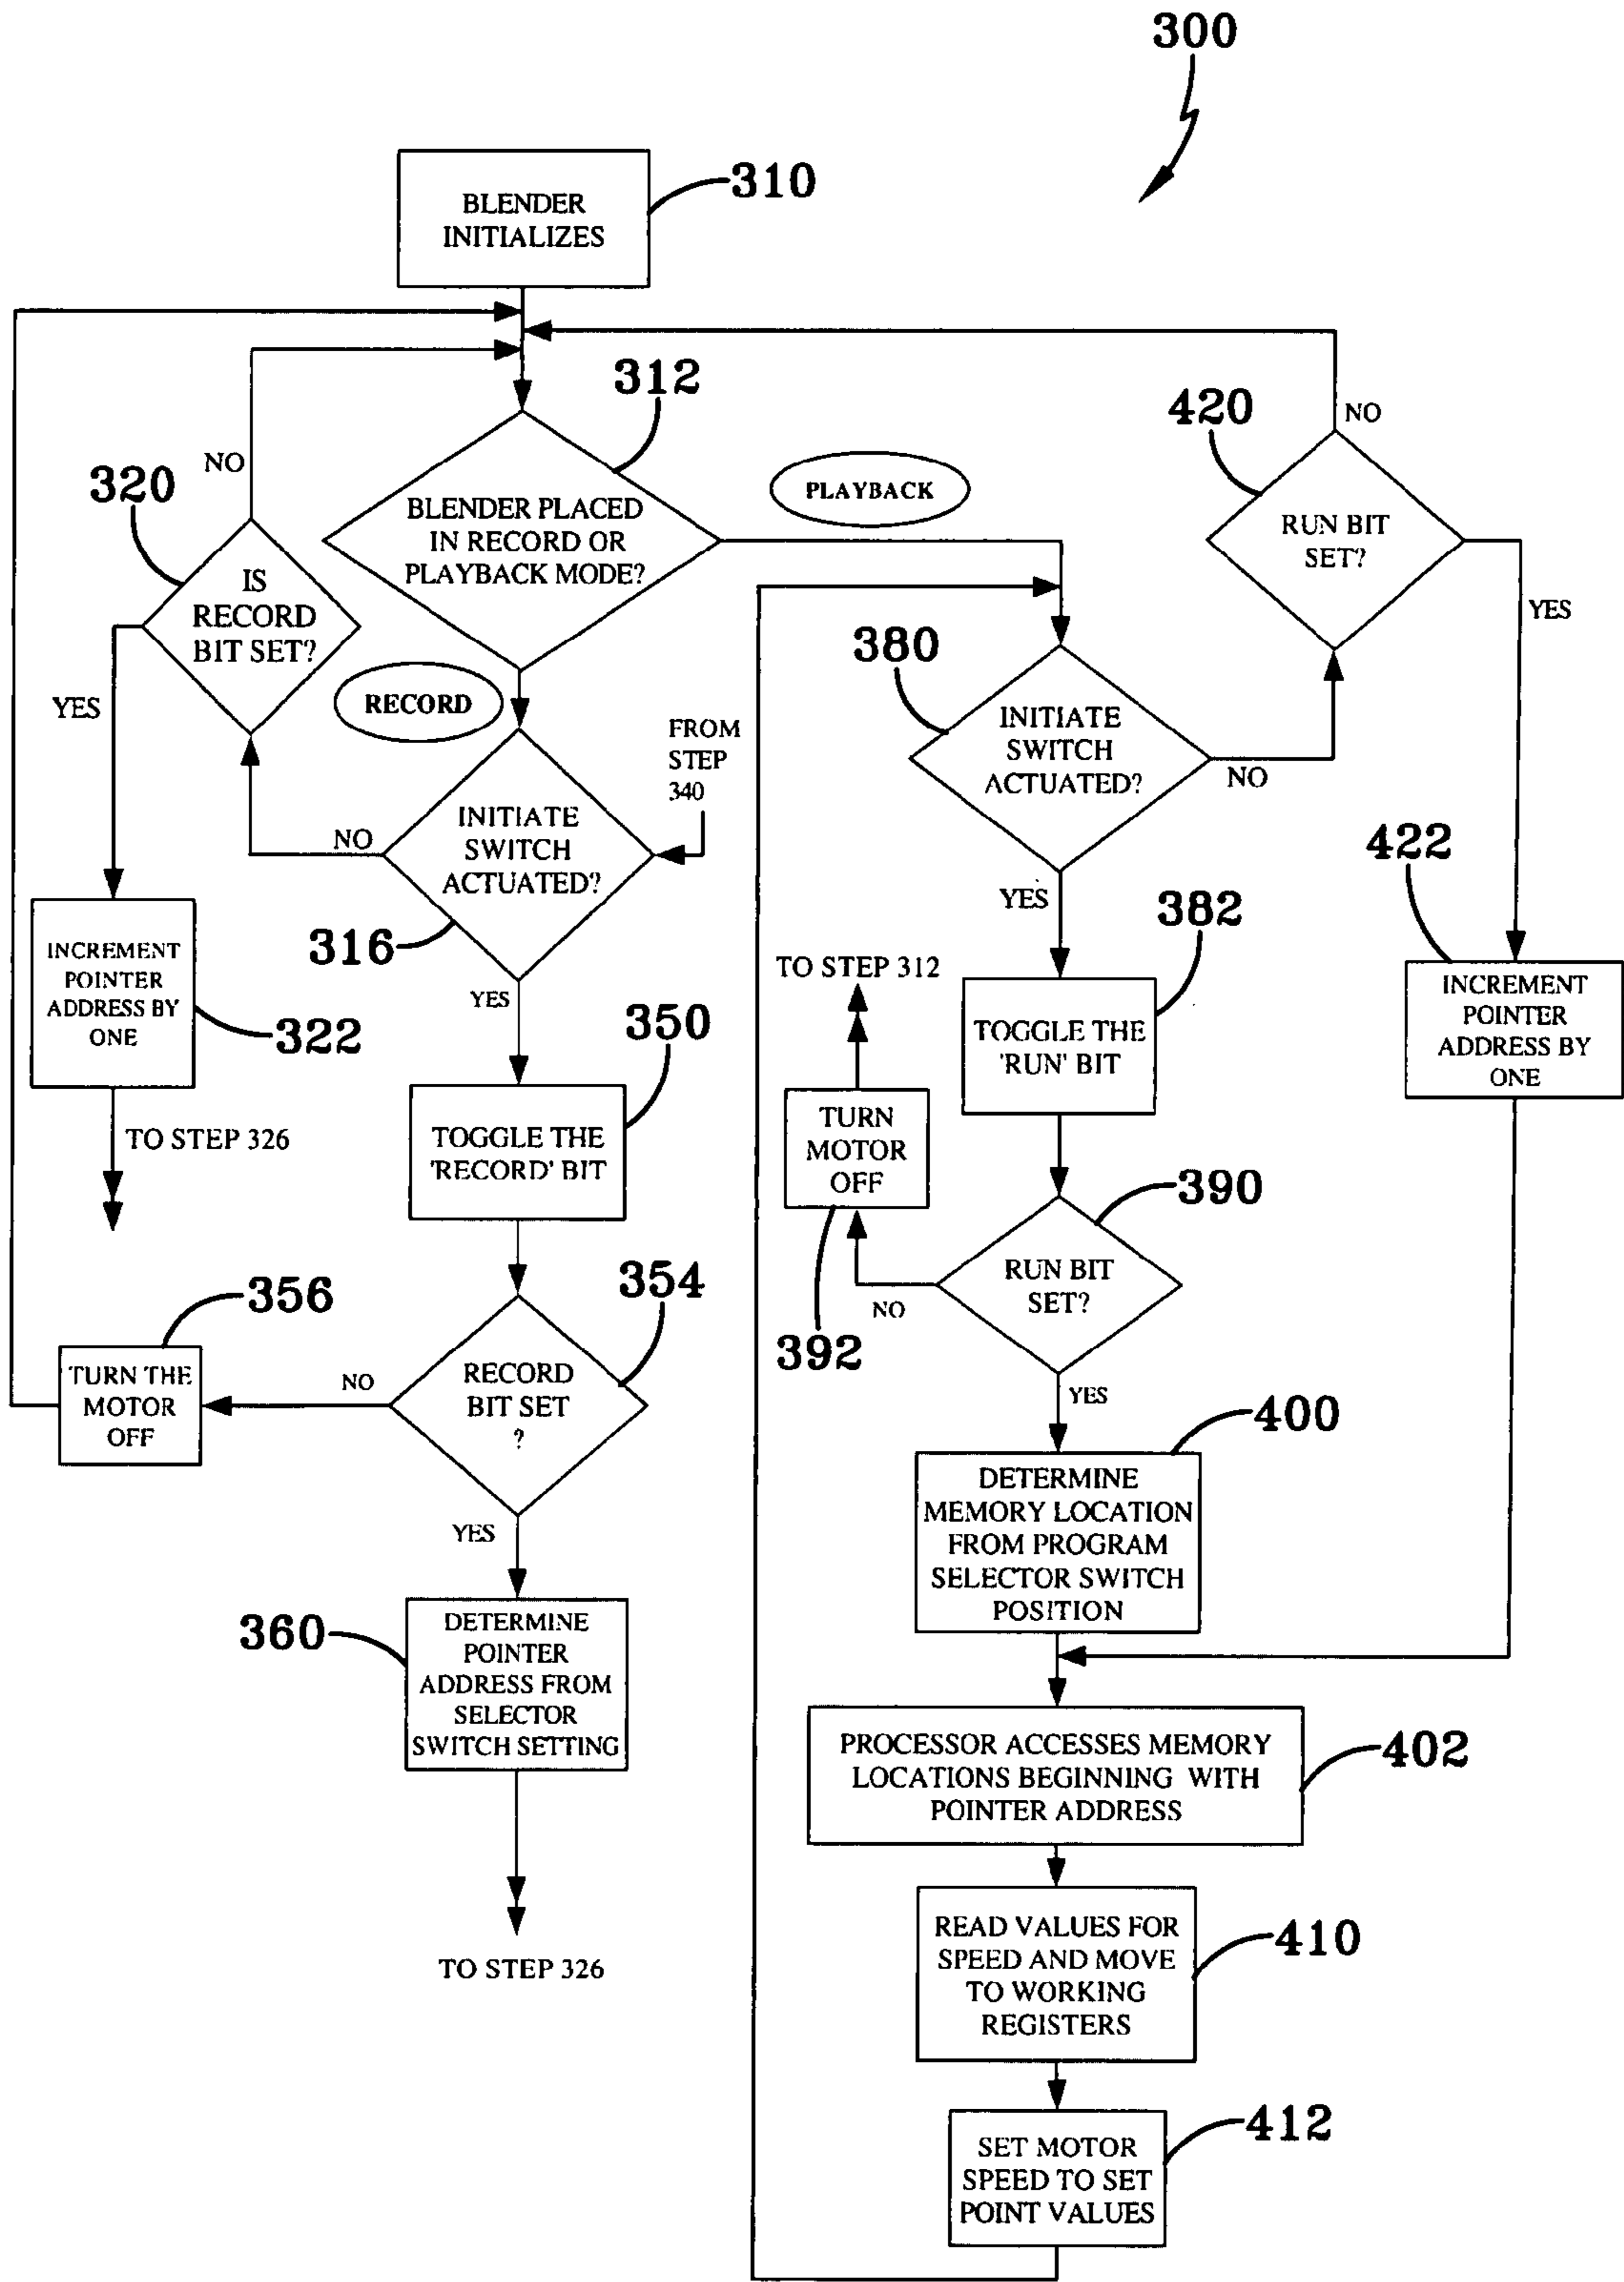 300
310
BLENDER
INITIALIZES
312
420
NO
NO
320
PLAYBACK
BLENDER PLACED
IN RECORD OR
PLAYBACK MODE?
RUN BIT
SET?
IS
RECORD
BIT SET?
YES
380
YES
RECORD
FROM
STEP
340
INITIATE
SWITCH
ACTUATED?
NO
INITIATE
SWITCH
ACTUATED?
NO
422
316
YES
382
INCREMENT
POINTER
ADDRESS BY
ONE
322
YES
TO STEP 312
INCREMENT
POINTER
ADDRESS BY
ONE
350
TOGGLE THE
'RUN' BIT
TO STEP 326
TOGGLE THE
'RECORD' BIT
TURN
MOTOR
OFF
390
356
354
RUN BIT
SET?
NO
392
TURN THE
MOTOR
OFF
NO
RECORD
BIT SET
?
YES
400
YES
DETERMINE
MEMORY LOCATION
FROM PROGRAM
SELECTOR SWITCH
POSITION
360
DETERMINE
POINTER
ADDRESS FROM
SELECTOR
SWITCH SETTING
PROCESSOR ACCESSES MEMORY
LOCATIONS BEGINNING WITH
POINTER ADDRESS
402
TO STEP 326
READ VALUES FOR
SPEED AND MOVE
TO WORKING
REGISTERS
410
SET MOTOR
SPEED TO SET
POINT VALUES
412